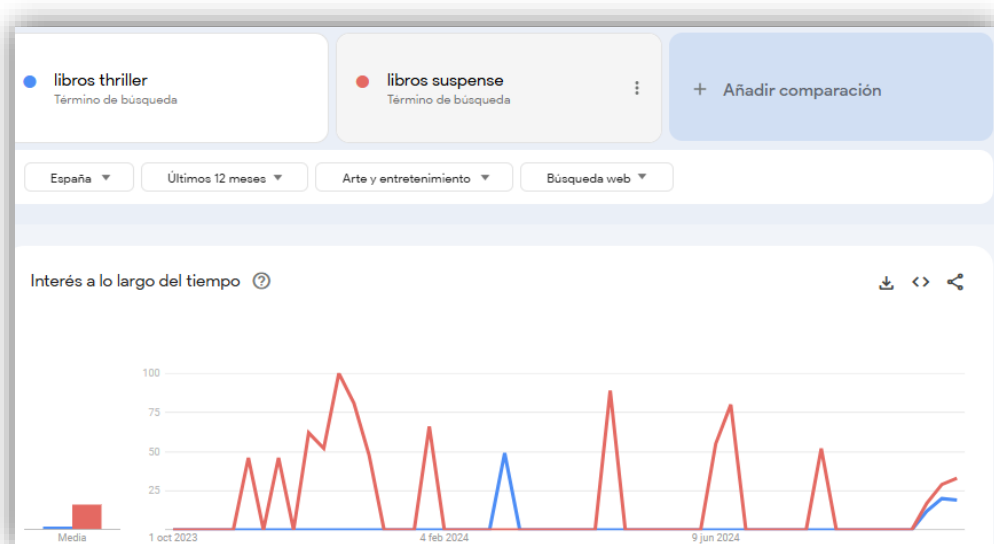 libros thriller
Término de búsqueda
libros suspense
Término de búsqueda
+ Añadir comparación
España
Últimos 12 meses
Arte y entretenimiento
Búsqueda web
Interés a lo largo del tiempo
100
75
50
25
Media
1 oct 2023
4 feb 2024
9 jun 2024